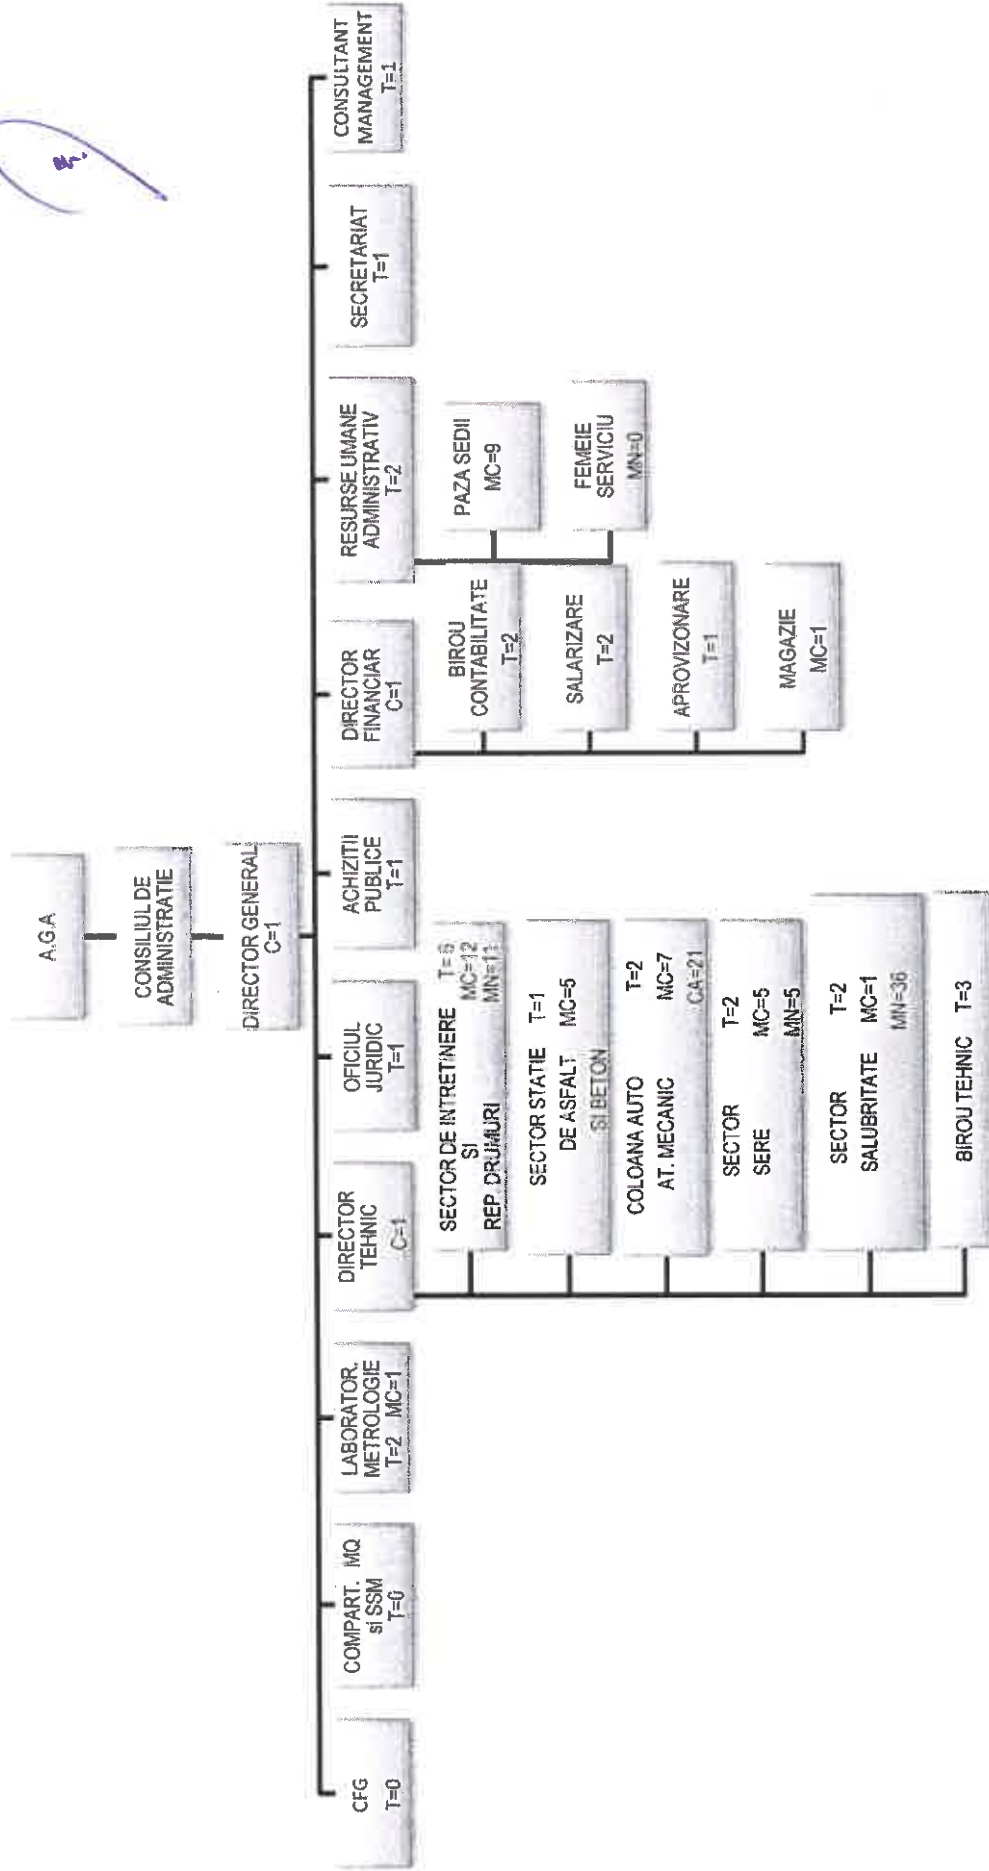 A.G.A
CONSILIUL DE
ADMINISTRATIE
DIRECTOR GENERAL
C=1
CFG
T=0
COMPART. MQ
si SSM
T=0
LABORATOR.
METROLOGIE
T=2 MC=1
DIRECTOR
TEHNIC
C=1
OFICIUL
JURIDIC
T=1
ACHIZITII
PUBLICE
T=1
DIRECTOR
FINANCIAR
C=1
RESURSE UMANE
ADMINISTRATIV
T=2
SECRETARIAT
T=1
CONSULTANT
MANAGEMENT
T=1
SECTOR DE INTRETINERE
SI
REP. DRUMURI
MC=12
MN=11
SECTOR STATIE T=1
DE ASFALT MC=5
SI BETON
COLOANA AUTO T=2
AT. MECANIC MC=7
CA=21
SECTOR T=2
SERE MC=5
MN=5
SECTOR T=2
SALUBRITATE MC=1
MN=36
BIROU TEHNIC T=3
BIROU
CONTABILITATE
T=2
SALARIZARE
T=2
APROVIZONARE
T=1
MAGAZIE
MC=1
PAZA SEDII
MC=9
FEMEIE
SERVICIU
MN=0